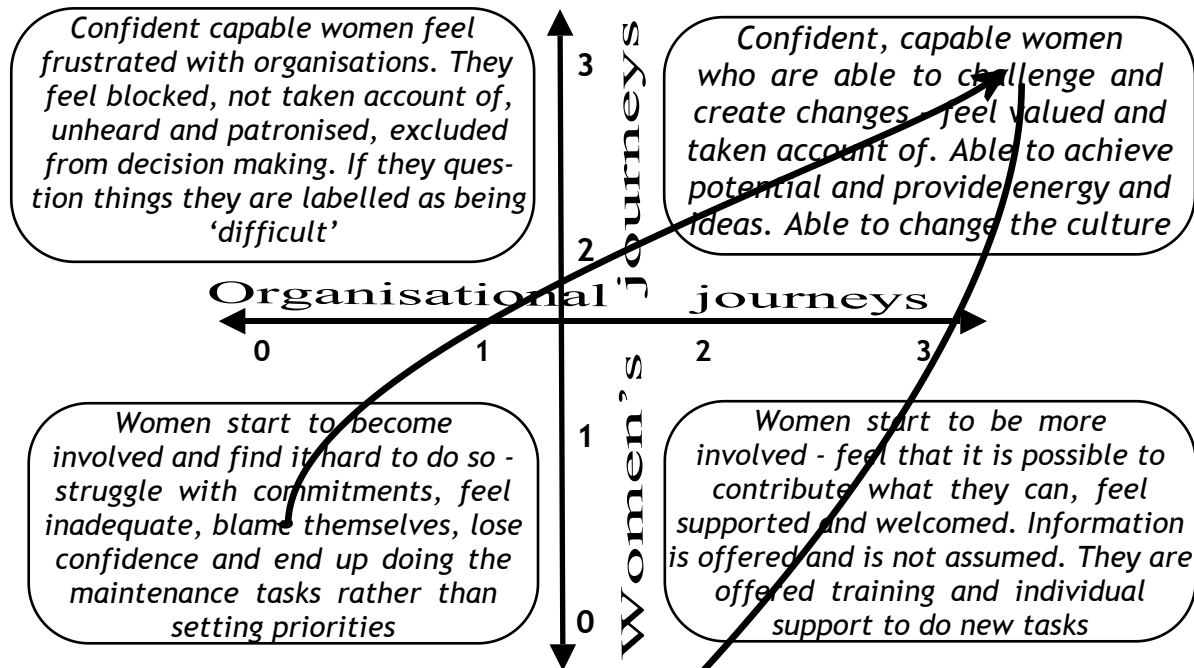 Confident capable women feel
frustrated with organisations. They
feel blocked, not taken account of,
unheard and patronised, excluded
from decision making. If they ques-
tion things they are labelled as being
‘difficult’
Confident, capable women
who are able to challenge and
create changes - feel valued and
taken account of. Able to achieve
potential and provide energy and
ideas. Able to change the culture
3
2
1
0
Women’s journeys
Organisational journeys
0 1 2 3
Women start to become
involved and find it hard to do so -
struggle with commitments, feel
inadequate, blame themselves, lose
confidence and end up doing the
maintenance tasks rather than
setting priorities
Women start to be more
involved - feel that it is possible to
contribute what they can, feel
supported and welcomed. Information
is offered and is not assumed. They are
offered training and individual
support to do new tasks